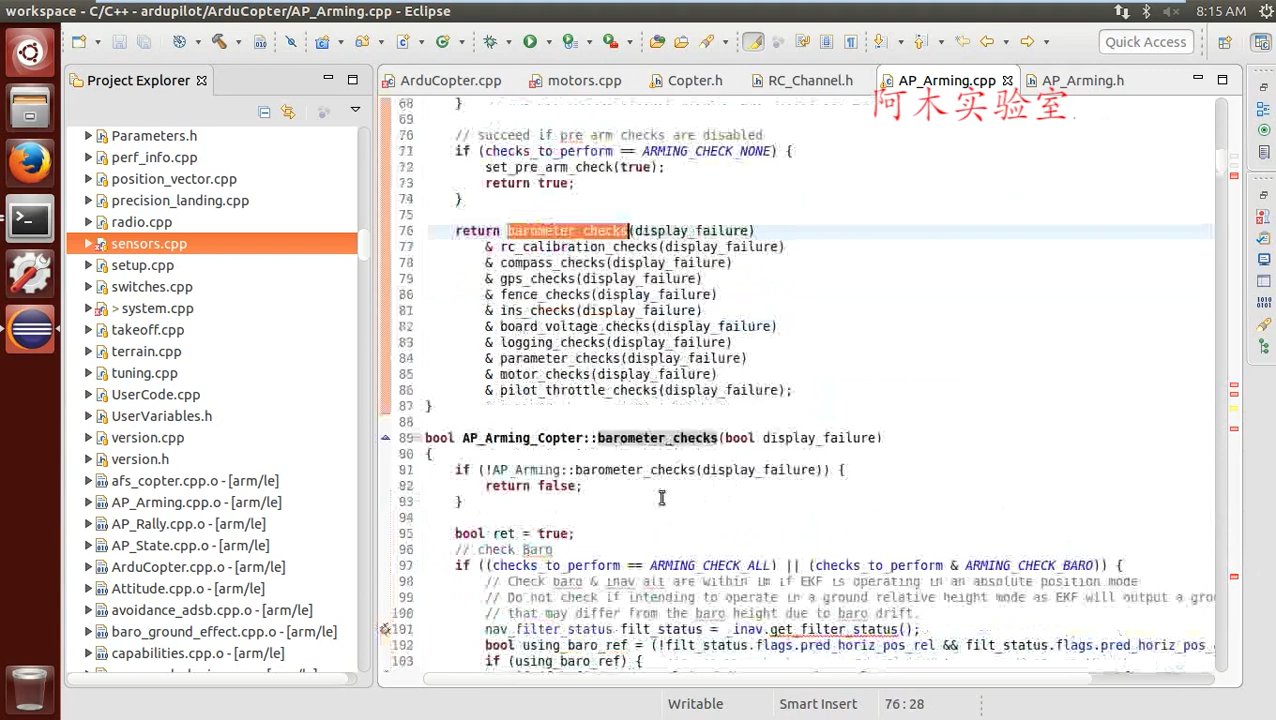 workspace - C/C++ - ardupilot/ArduCopter/AP_Arming.cpp - Eclipse
8:15 AM
Quick Access
Project Explorer
ArduCopter.cpp
motors.cpp
Copter.h
RC_Channel.h
AP_Arming.cpp
AP_Arming.h
阿木实验室
Parameters.h
perf_info.cpp
position_vector.cpp
precision_landing.cpp
radio.cpp
sensors.cpp
setup.cpp
switches.cpp
> system.cpp
takeoff.cpp
terrain.cpp
tuning.cpp
UserCode.cpp
UserVariables.h
version.cpp
version.h
afs_copter.cpp.o - [arm/le]
AP_Arming.cpp.o - [arm/le]
AP_Rally.cpp.o - [arm/le]
AP_State.cpp.o - [arm/le]
ArduCopter.cpp.o - [arm/le]
Attitude.cpp.o - [arm/le]
avoidance_adsb.cpp.o - [arm/le]
baro_ground_effect.cpp.o - [arm/le]
capabilities.cpp.o - [arm/le]
68 }
69
70 // succeed if pre arm checks are disabled
71 if (checks_to_perform == ARMING_CHECK_NONE) {
72 set_pre_arm_check(true);
73 return true;
74 }
75
76 return barometer_checks(display_failure)
77 & rc_calibration_checks(display_failure)
78 & compass_checks(display_failure)
79 & gps_checks(display_failure)
& fence_checks(display_failure)
& ins_checks(display_failure)
82 & board_voltage_checks(display_failure)
& logging_checks(display_failure)
84 & parameter_checks(display_failure)
& motor_checks(display_failure)
86 & pilot_throttle_checks(display_failure);
87 }
88
89 bool AP_Arming_Copter::barometer_checks(bool display_failure)
90 {
if (!AP_Arming::barometer_checks(display_failure)) {
return false;
}
94
95 bool ret = true;
96 // check Baro
97 if ((checks_to_perform == ARMING_CHECK_ALL) || (checks_to_perform & ARMING_CHECK_BARO)) {
98 // Check baro & inav alt are within 1m if EKF is operating in an absolute position mode
// Do not check if intending to operate in a ground relative height mode as EKF will output a grou
// that may differ from the baro height due to baro drift.
nav_filter_status filt_status = _inav.get_filter_status();
bool using_baro_ref = (!filt_status.flags.pred_horiz_pos_rel && filt_status.flags.pred_horiz_pos_
103 if (using_baro_ref) {
Writable
Smart Insert
76 : 28